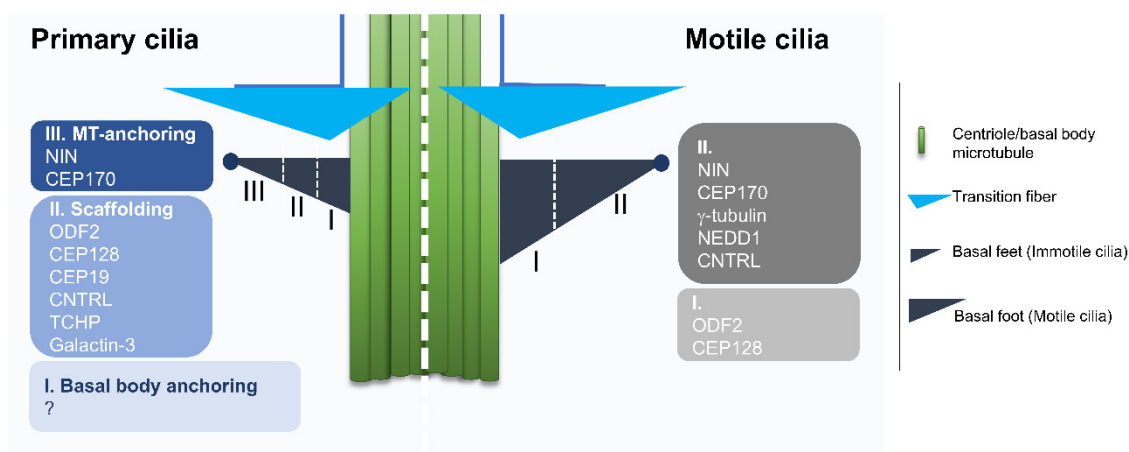 Primary cilia
Motile cilia
III. MT-anchoring
NIN
CEP170
II. Scaffolding
ODF2
CEP128
CEP19
CNTRL
TCHP
Galactin-3
I. Basal body anchoring
?
III
II
I
I
II
II.
NIN
CEP170
γ-tubulin
NEDD1
CNTRL
I.
ODF2
CEP128
Centriole/basal body
microtubule
Transition fiber
Basal feet (Immotile cilia)
Basal foot (Motile cilia)